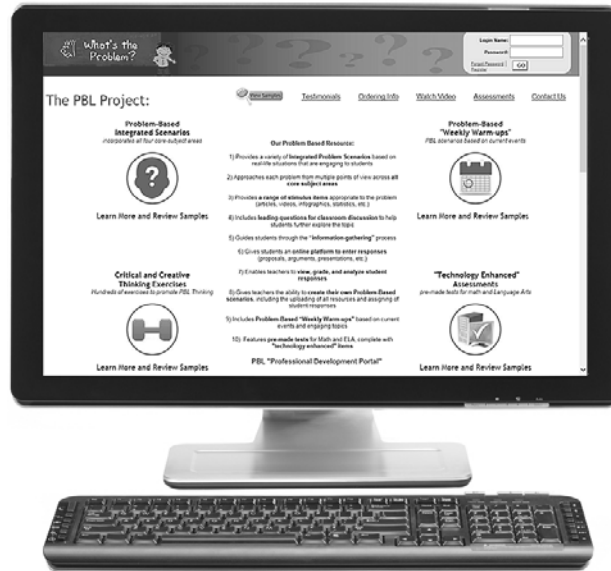 What's the
Problem?
Login Name:
Password:
Forgot Password |
Register
GO
The PBL Project:
View Samples
Testimonials
Ordering Info
Watch Video
Assessments
Contact Us
Problem-Based
Integrated Scenarios
incorporates all four core subject areas
?
Learn More and Review Samples
Critical and Creative
Thinking Exercises
Hundreds of exercises to promote PBL Thinking
Learn More and Review Samples
Our Problem Based Resource:
1) Provides a variety of Integrated Problem Scenarios based on
real-life situations that are engaging to
students
2) Approaches each problem from multiple points of view across all
core subject areas
3) Provides a range of stimulus items appropriate to the problem
(articles, videos, infographics, statistics, etc.)
4) Includes leading questions for classroom discussion to help
students further explore the topic
5) Guides students through the "information-gathering" process
6) Gives students an online platform to enter responses
(proposals, arguments, presentations, etc.)
7) Enables teachers to view, grade, and analyze student
responses
8) Gives teachers the ability to create their own Problem-Based
scenarios, including the uploading of all resources and assigning of
student responses
9) Includes Problem-Based "Weekly Warm-ups" based on current
events and engaging topics
10) Features pre-made tests for Math and ELA, complete with
"technology enhanced" items
PBL "Professional Development Portal"
Problem-Based
"Weekly Warm-ups"
PBL scenarios based on current events
Learn More and Review Samples
"Technology Enhanced"
Assessments
pre-made tests for math and Language Arts
Learn More and Review Samples